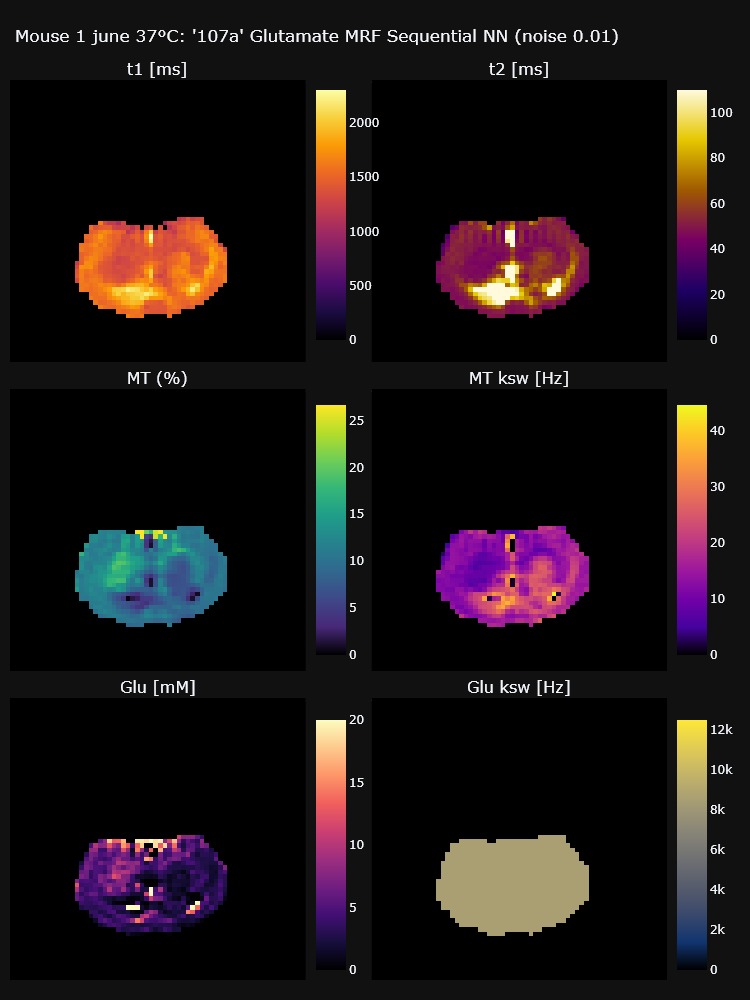 Mouse 1 june 37ºC: '107a' Glutamate MRF Sequential NN (noise 0.01)
t1 [ms]
t2 [ms]
2000
1500
1000
500
0
100
80
60
40
20
0
MT (%)
MT ksw [Hz]
25
20
15
10
5
0
40
30
20
10
0
Glu [mM]
Glu ksw [Hz]
20
15
10
5
0
12k
10k
8k
6k
4k
2k
0